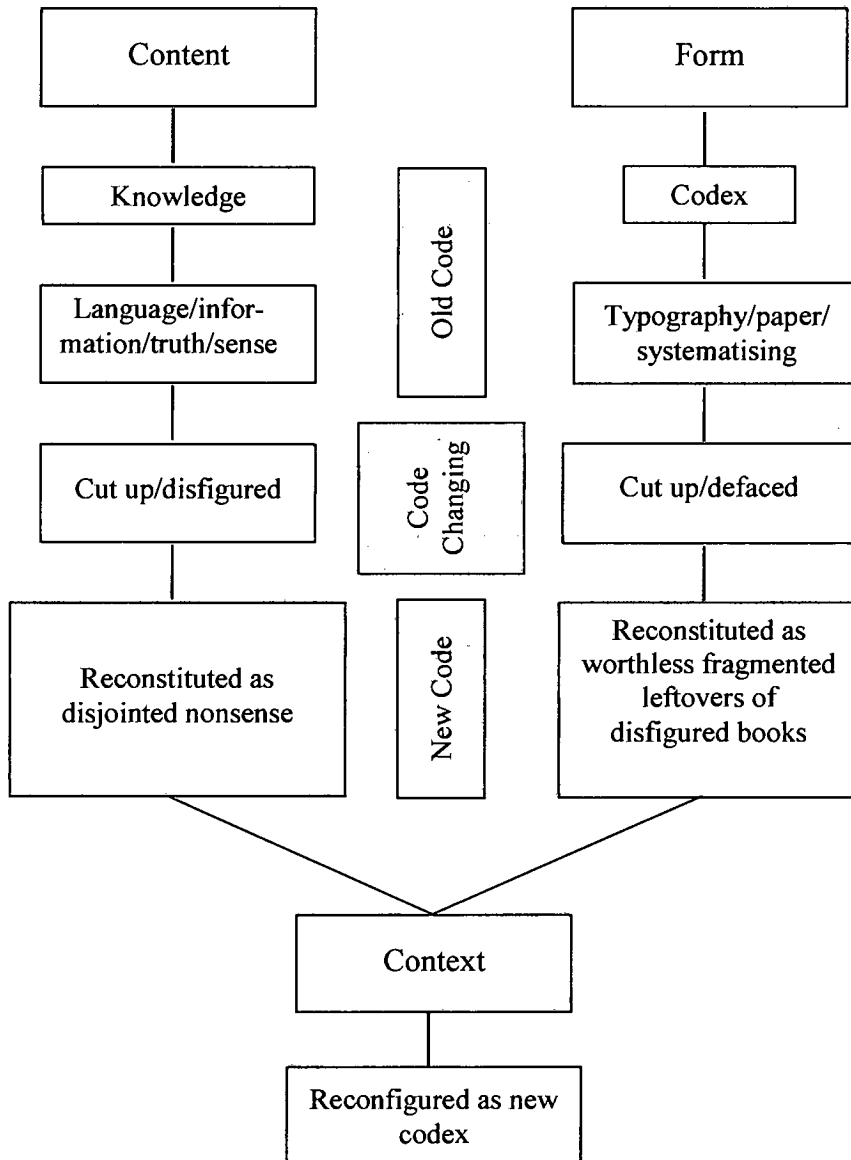 Content
Form
Knowledge
Codex
Old Code
Language/infor-
mation/truth/sense
Typography/paper/
systematising
Cut up/disfigured
Code
Changing
Cut up/defaced
Reconstituted as
disjointed nonsense
New Code
Reconstituted as
worthless fragmented
leftovers of
disfigured books
Context
Reconfigured as new
codex